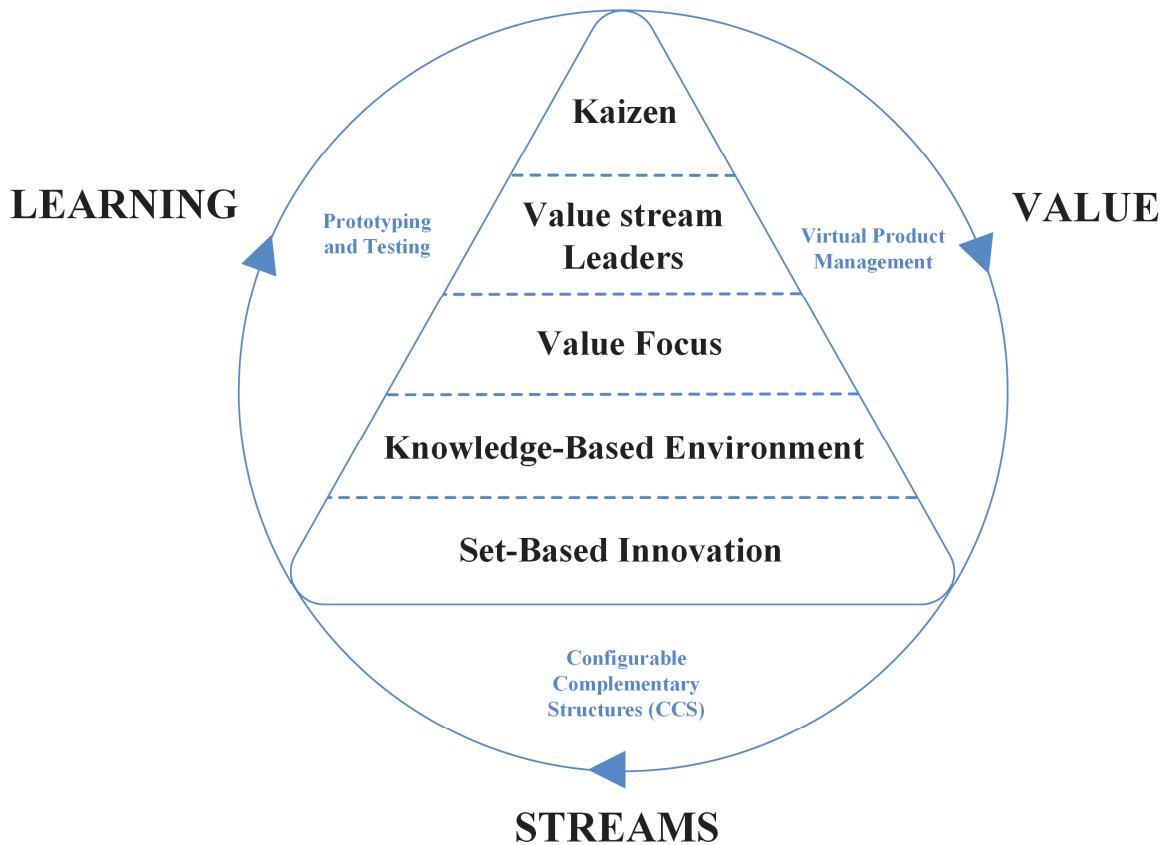 Kaizen
LEARNING
VALUE
Prototyping
and Testing
Value stream
Leaders
Virtual Product
Management
Value Focus
Knowledge-Based Environment
Set-Based Innovation
Configurable
Complementary
Structures (CCS)
STREAMS